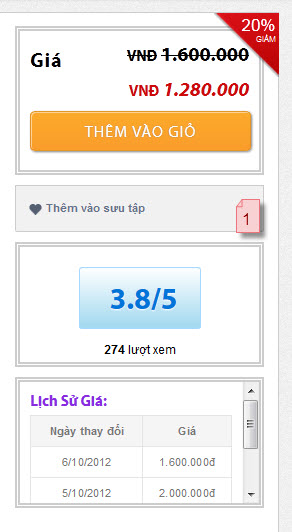 20%
GIẢM
Giá
VNĐ 1.600.000
VNĐ 1.280.000
THÊM VÀO GIỎ
Thêm vào sưu tập
1
3.8/5
274 lượt xem
Lịch Sử Giá:
Ngày thay đổi Giá
6/10/2012 1.600.000đ
5/10/2012 2.000.000đ